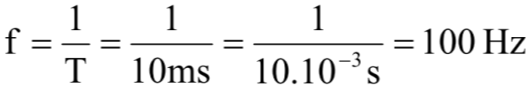 f = 1/T = 1/10ms = 1/10.10⁻³ s = 100 Hz